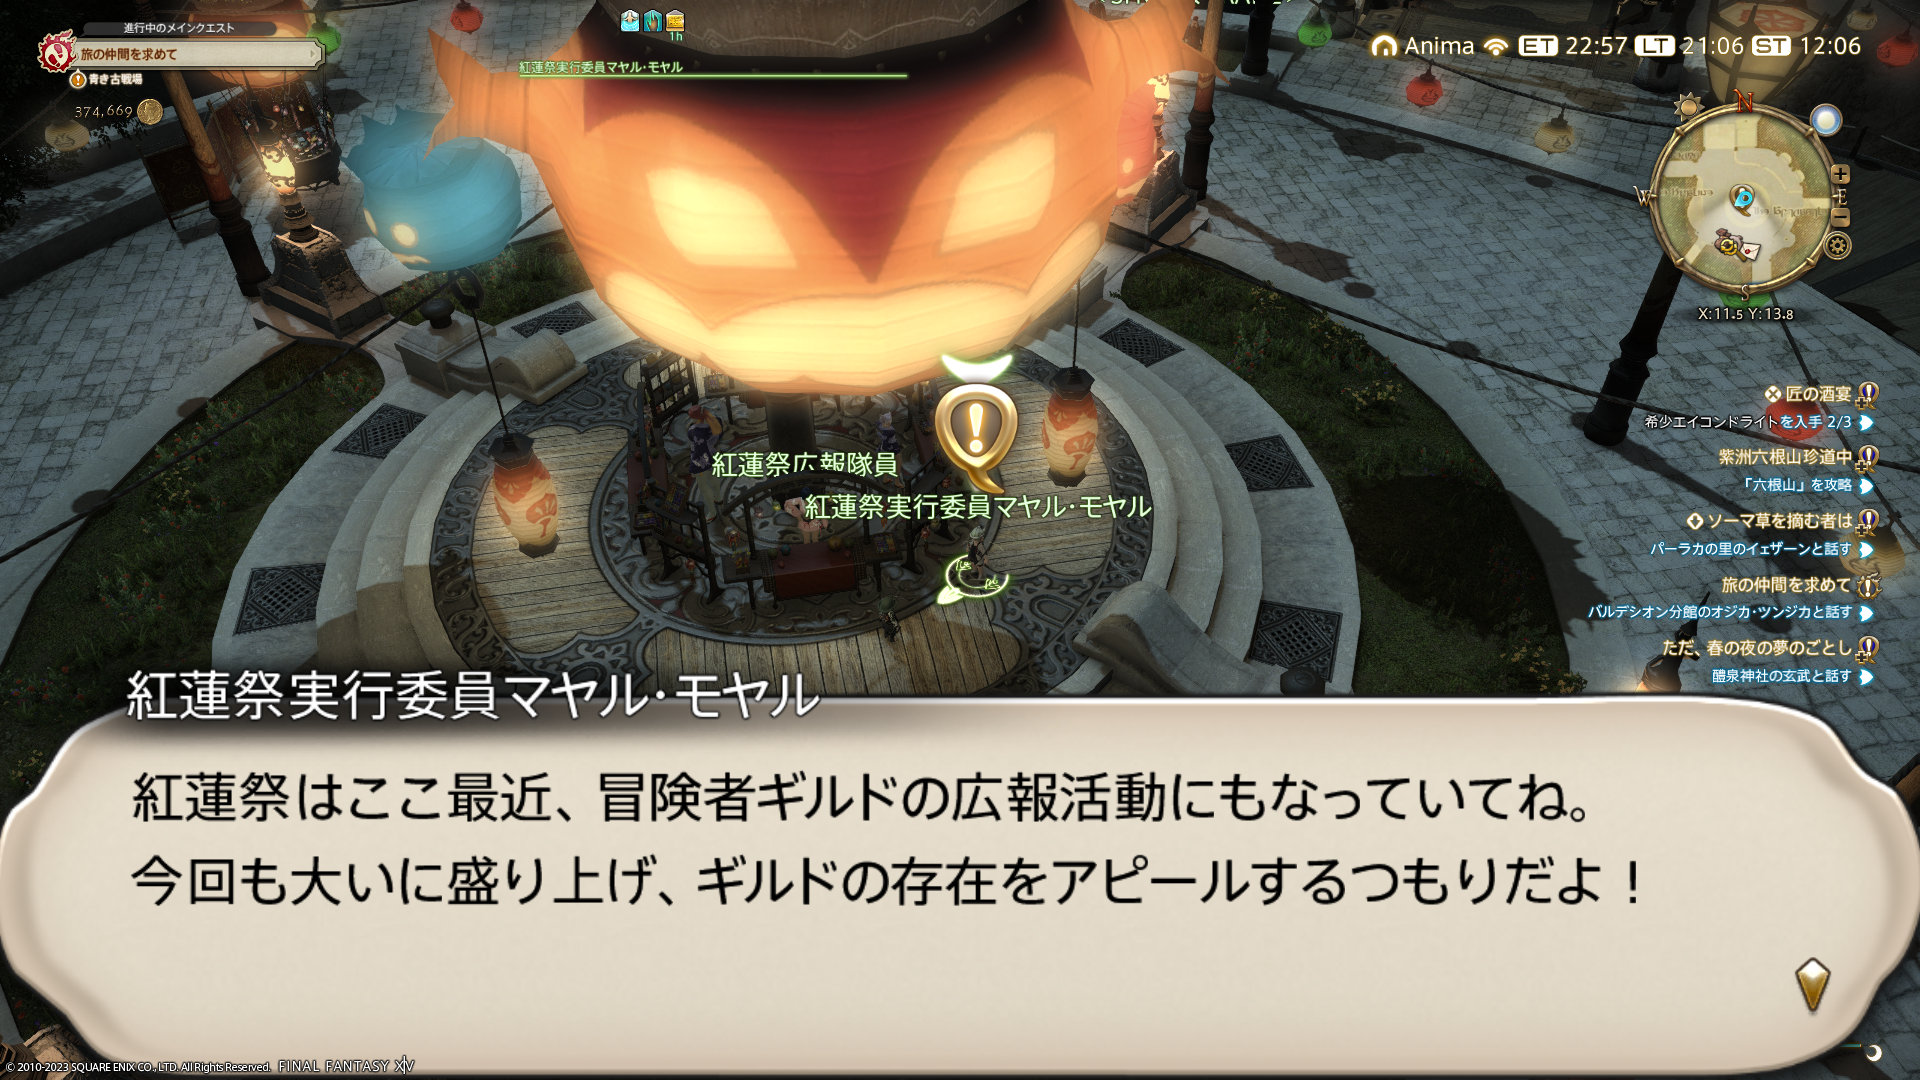 進行中のメインクエスト
旅の仲間を求めて
青き古戦場
374,669
1h
紅蓮祭実行委員マヤル・モヤル
Anima ET 22:57 LT 21:06 ST 12:06
N
W
E
S
X:11.5 Y:13.8
匠の酒宴
希少エイコンドライトを入手 2/3
紫洲六根山珍道中
「六根山」を攻略
ソーマ草を摘む者は
パーラカの里のイェザーンと話す
旅の仲間を求めて
バルデシオン分館のオジカ・ツンジカと話す
ただ、春の夜の夢のごとし
醴泉神社の玄武と話す
紅蓮祭広報隊員
紅蓮祭実行委員マヤル・モヤル
紅蓮祭実行委員マヤル・モヤル
紅蓮祭はここ最近、冒険者ギルドの広報活動にもなっていてね。
今回も大いに盛り上げ、ギルドの存在をアピールするつもりだよ！
© 2010-2023 SQUARE ENIX CO., LTD. All Rights Reserved. FINAL FANTASY XIV